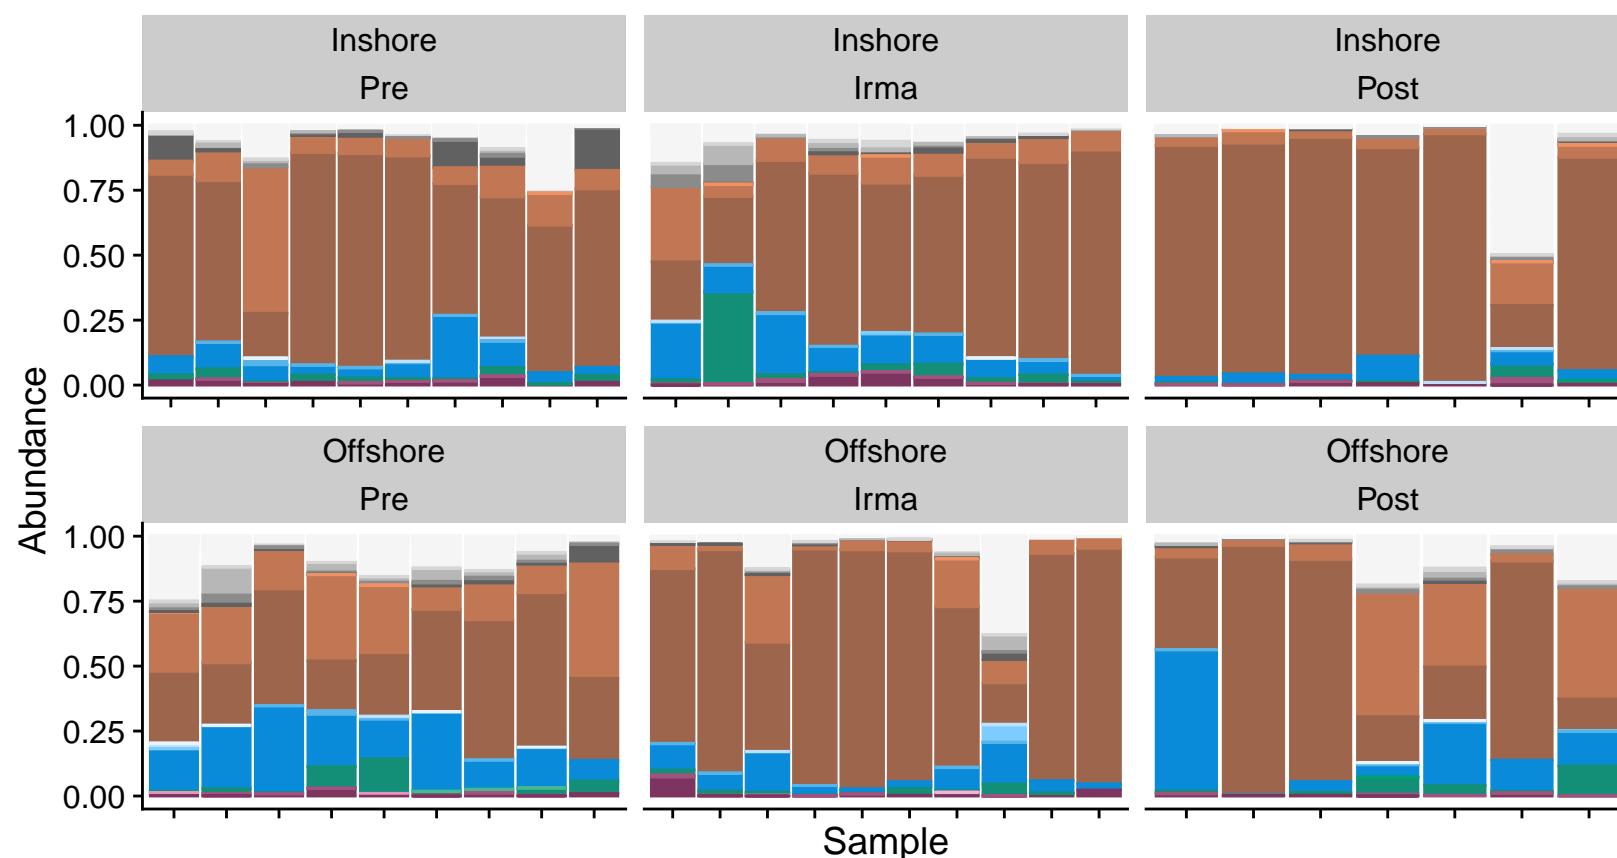 Inshore
Pre
Inshore
Irma
Inshore
Post
1.00
0.75
0.50
0.25
0.00
Offshore
Pre
Offshore
Irma
Offshore
Post
1.00
0.75
0.50
0.25
0.00
Abundance
Sample